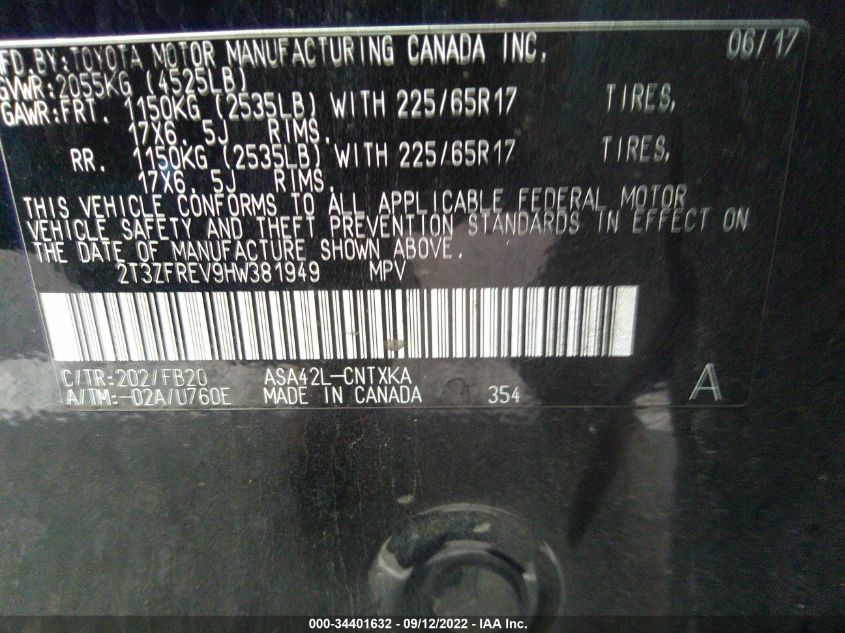 MFD. BY: TOYOTA MOTOR MANUFACTURING CANADA INC. 06/17
GVWR: 2055KG (4525LB)
GAWR: FRT. 1150KG (2535LB) WITH 225/65R17 TIRES,
17X6. 5J RIMS.
RR. 1150KG (2535LB) WITH 225/65R17 TIRES,
17X6. 5J RIMS.
THIS VEHICLE CONFORMS TO ALL APPLICABLE FEDERAL MOTOR
VEHICLE SAFETY AND THEFT PREVENTION STANDARDS IN EFFECT ON
THE DATE OF MANUFACTURE SHOWN ABOVE.
2T3ZFREV9HW381949 MPV
C/TR: 202/FB20 ASA42L-CNTXKA
A/TM: -02A/U760E MADE IN CANADA 354 A
000-34401632 - 09/12/2022 - IAA Inc.